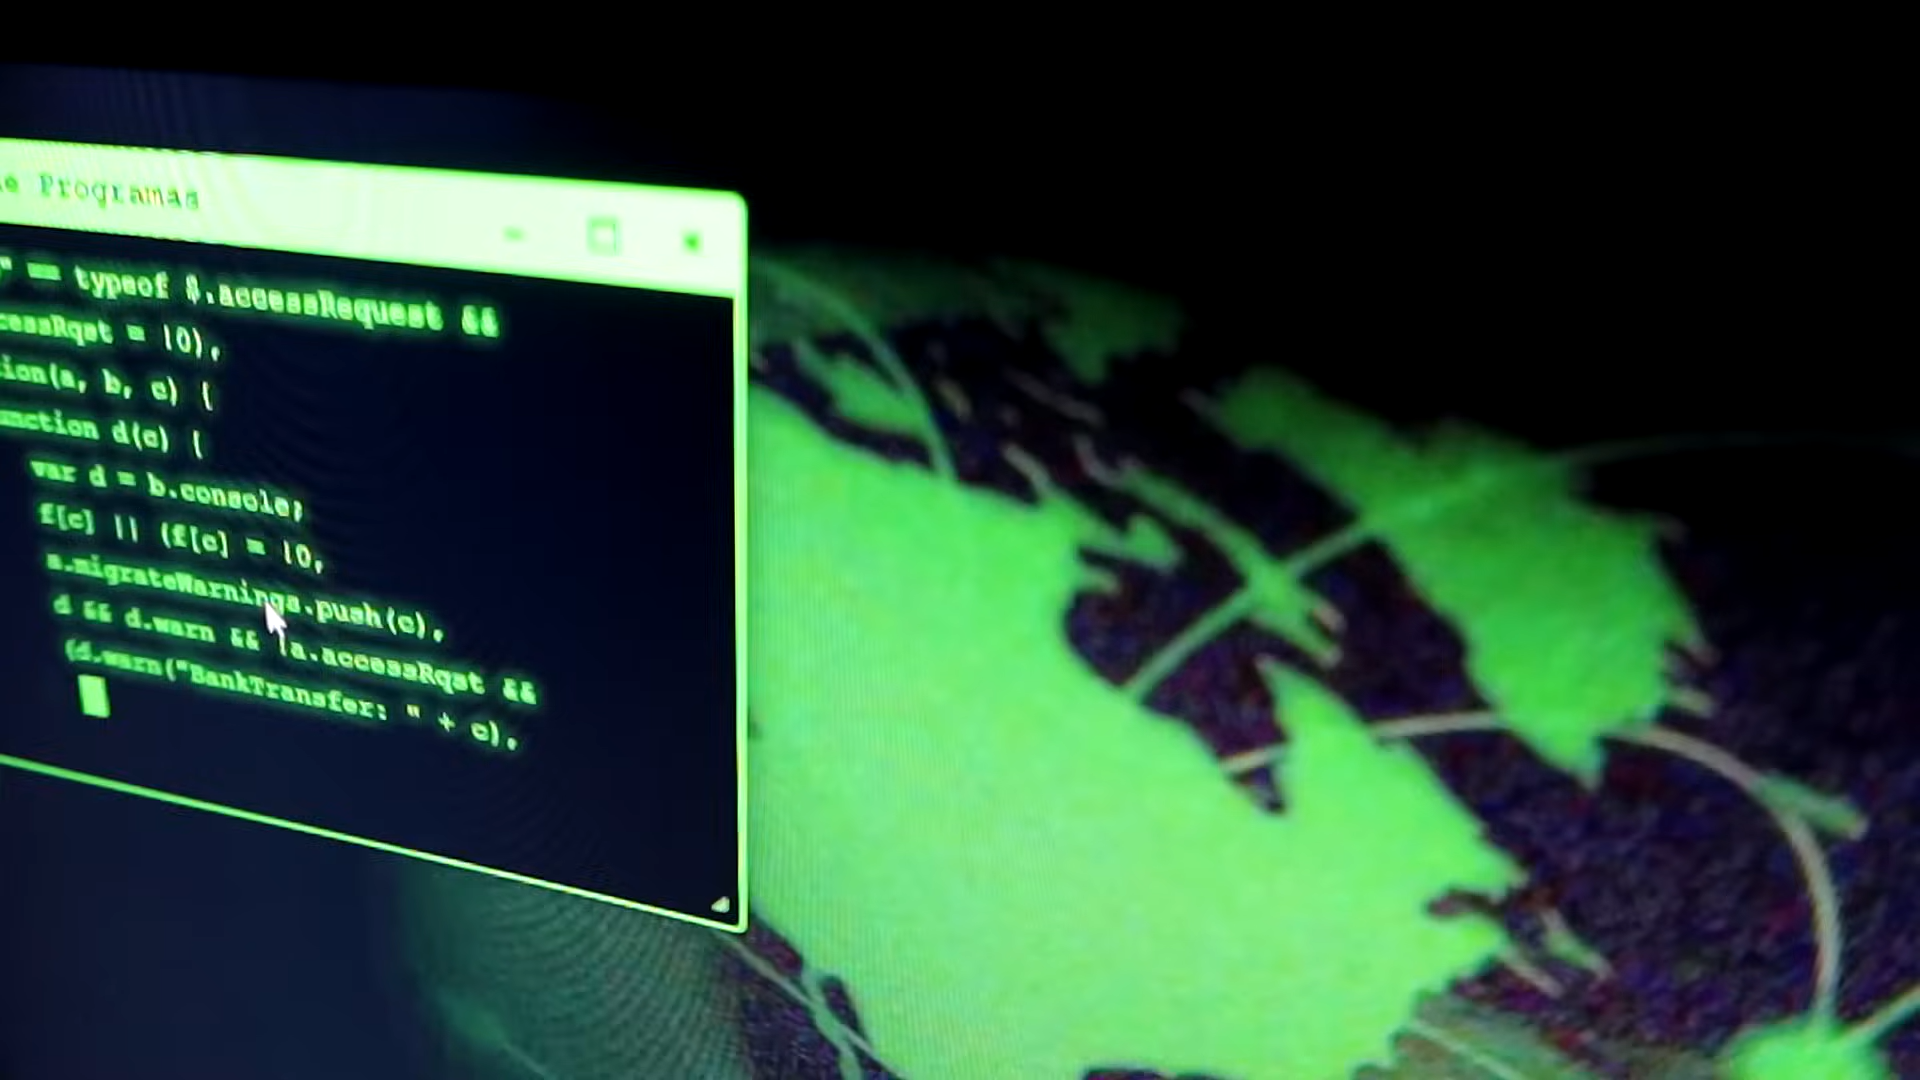 e Programas
" == typeof $.accessRequest &&
cessRqst = !0),
ion(a, b, c) {
unction d(c) {
var d = b.console;
f[c] || (f[c] = !0,
a.migrateWarnings.push(c),
d && d.warn && !a.accessRqst &&
(d.warn("BankTransfer: " + c),